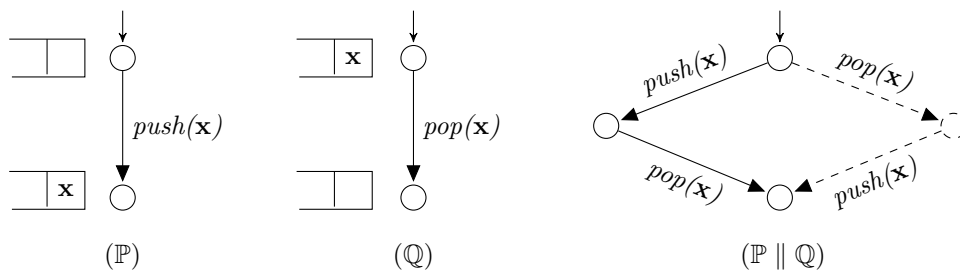 x
push(x)
pop(x)
push(x)
pop(x)
pop(x)
push(x)
x
(ℙ)
(ℚ)
(ℙ ∥ ℚ)